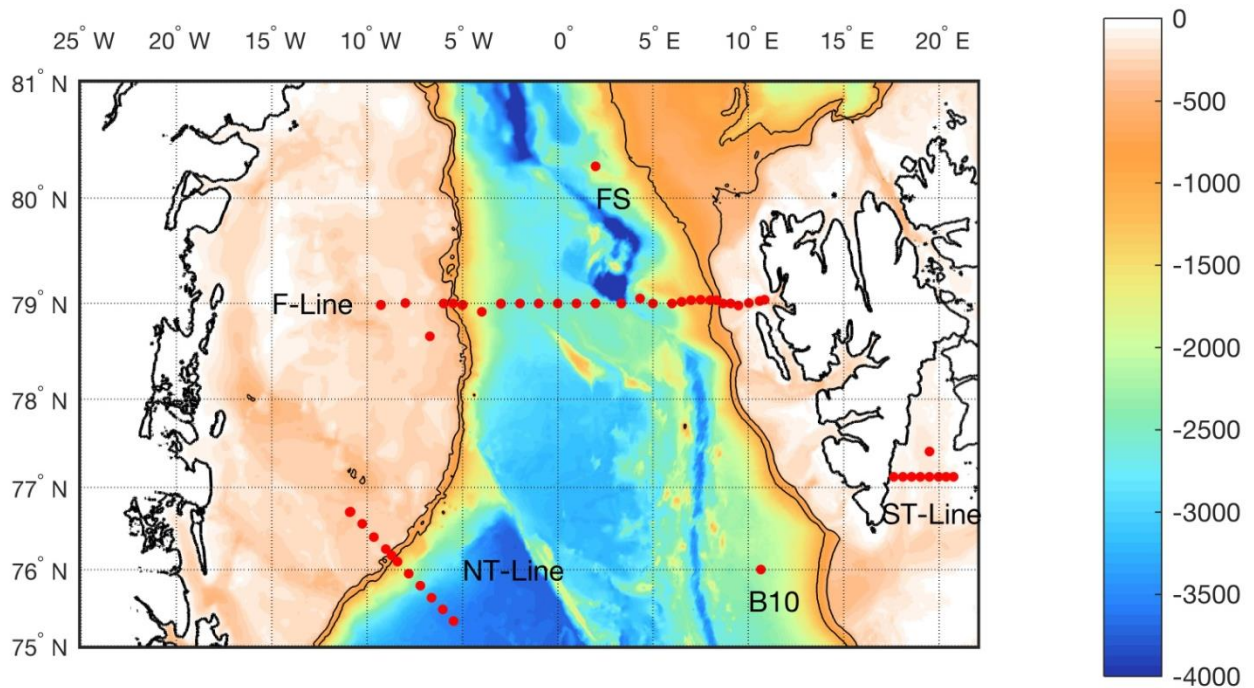 25° W 20° W 15° W 10° W 5° W 0° 5° E 10° E 15° E 20° E
81° N
80° N
79° N
78° N
77° N
76° N
75° N
FS
F-Line
ST-Line
NT-Line
B10
0
-500
-1000
-1500
-2000
-2500
-3000
-3500
-4000